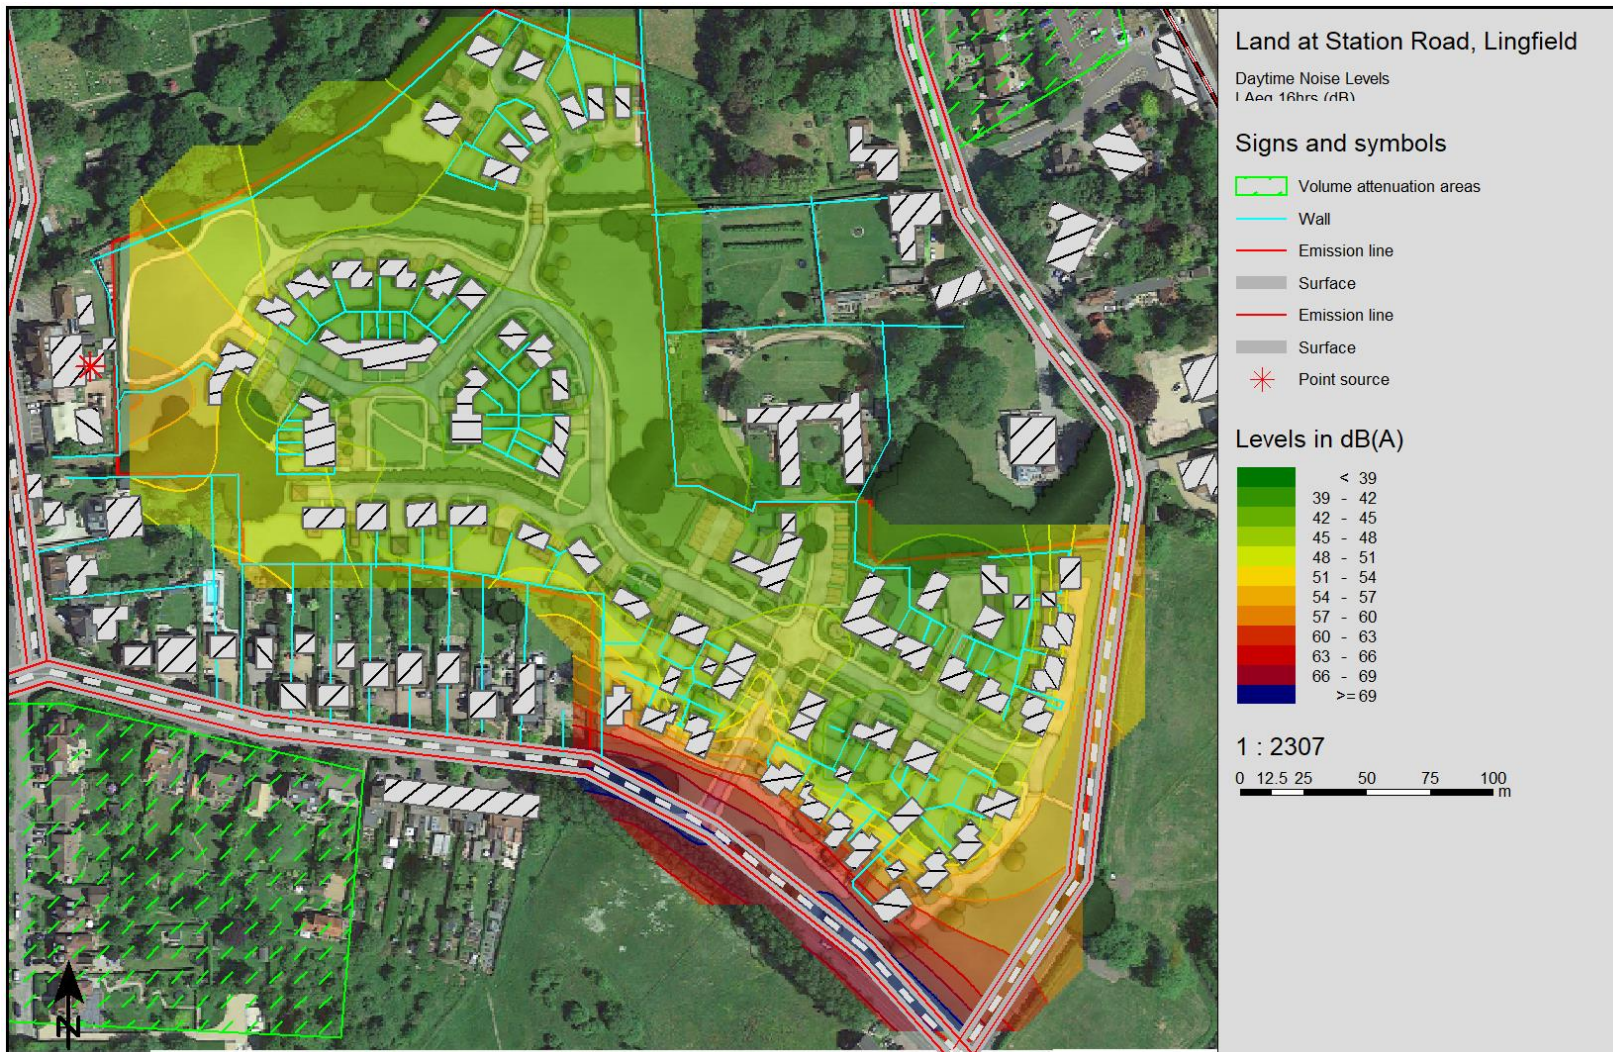 Land at Station Road, Lingfield
Daytime Noise Levels
LAeq 16hrs (dB)
Signs and symbols
Volume attenuation areas
Wall
Emission line
Surface
Emission line
Surface
Point source
Levels in dB(A)
< 39
39 - 42
42 - 45
45 - 48
48 - 51
51 - 54
54 - 57
57 - 60
60 - 63
63 - 66
66 - 69
>= 69
1 : 2307
0 12.5 25 50 75 100
m
N